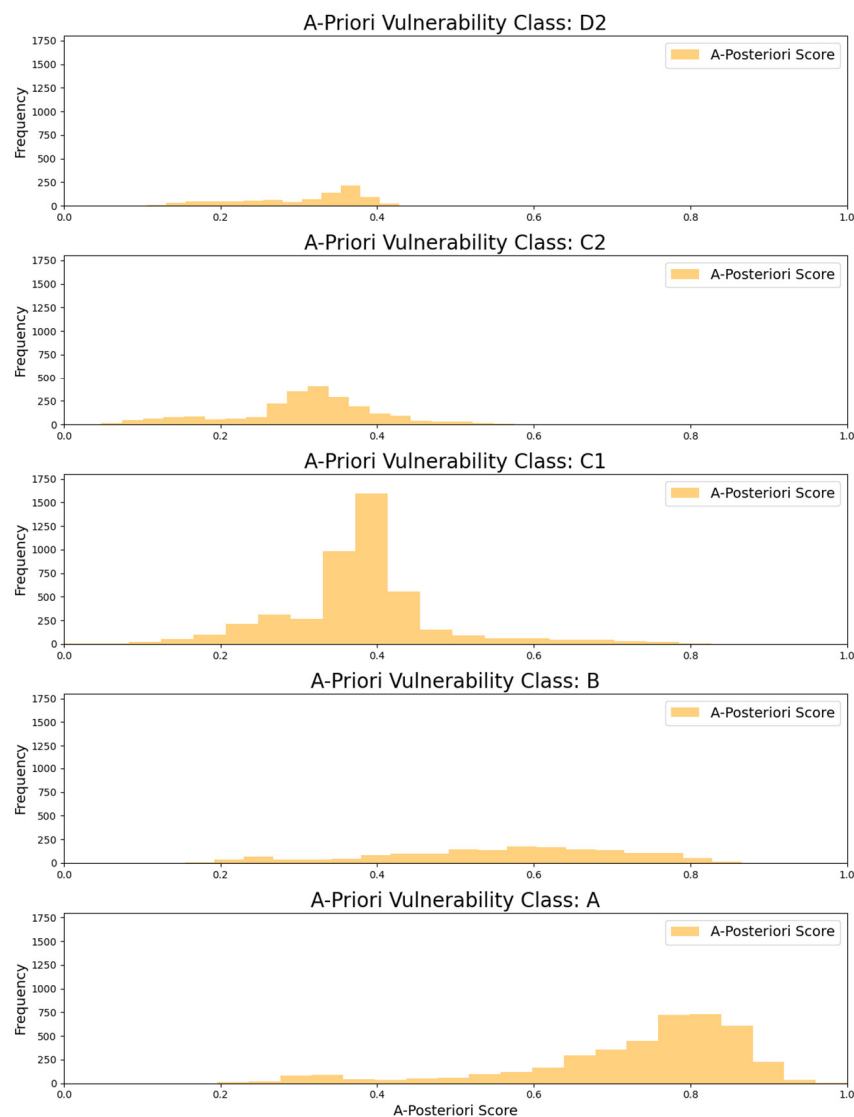 A-Priori Vulnerability Class: D2
A-Posteriori Score
Frequency
1750
1500
1250
1000
750
500
250
0
0.0 0.2 0.4 0.6 0.8 1.0
A-Priori Vulnerability Class: C2
A-Posteriori Score
Frequency
1750
1500
1250
1000
750
500
250
0
0.0 0.2 0.4 0.6 0.8 1.0
A-Priori Vulnerability Class: C1
A-Posteriori Score
Frequency
1750
1500
1250
1000
750
500
250
0
0.0 0.2 0.4 0.6 0.8 1.0
A-Priori Vulnerability Class: B
A-Posteriori Score
Frequency
1750
1500
1250
1000
750
500
250
0
0.0 0.2 0.4 0.6 0.8 1.0
A-Priori Vulnerability Class: A
A-Posteriori Score
Frequency
1750
1500
1250
1000
750
500
250
0
0.0 0.2 0.4 0.6 0.8 1.0
A-Posteriori Score